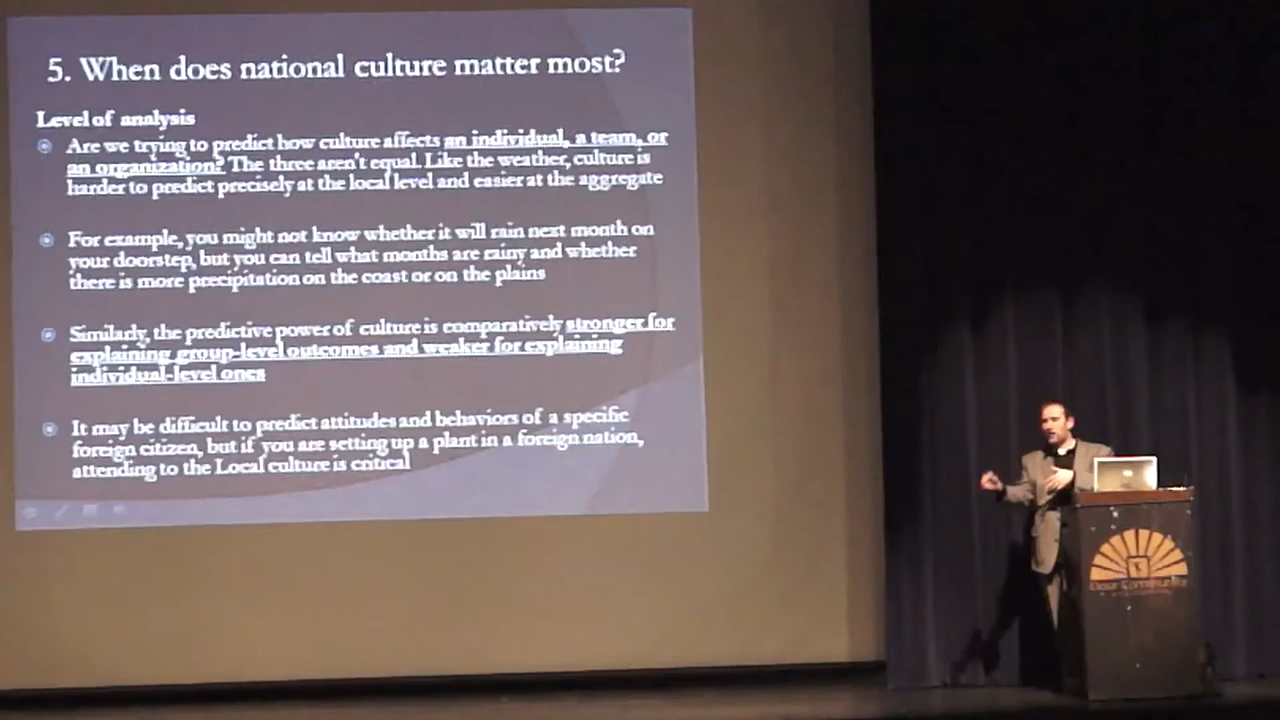 5. When does national culture matter most?
Level of analysis
Are we trying to predict how culture affects an individual, a team, or
an organization? The three aren't equal. Like the weather, culture is
harder to predict precisely at the local level and easier at the aggregate
For example, you might not know whether it will rain next month on
your doorstep, but you can tell what months are rainy and whether
there is more precipitation on the coast or on the plains
Similarly, the predictive power of culture is comparatively stronger for
explaining group-level outcomes and weaker for explaining
individual-level ones
It may be difficult to predict attitudes and behaviors of a specific
foreign citizen, but if you are setting up a plant in a foreign nation,
attending to the Local culture is critical
Community